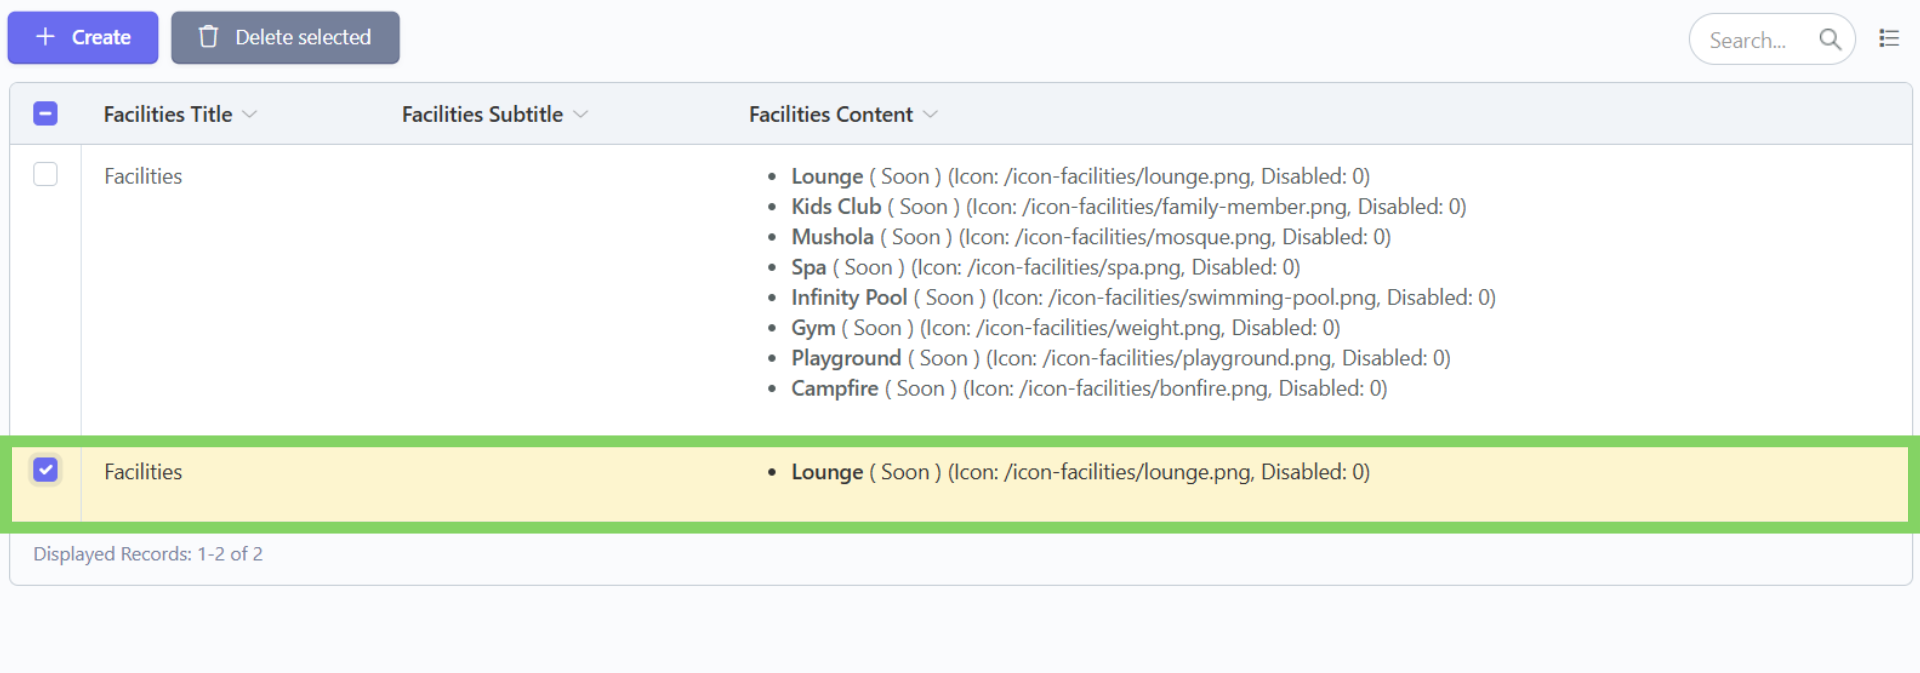 Create
Delete selected
Search...
Facilities Title
Facilities Subtitle
Facilities Content
Facilities
Lounge ( Soon ) (Icon: /icon-facilities/lounge.png, Disabled: 0)
Kids Club ( Soon ) (Icon: /icon-facilities/family-member.png, Disabled: 0)
Mushola ( Soon ) (Icon: /icon-facilities/mosque.png, Disabled: 0)
Spa ( Soon ) (Icon: /icon-facilities/spa.png, Disabled: 0)
Infinity Pool ( Soon ) (Icon: /icon-facilities/swimming-pool.png, Disabled: 0)
Gym ( Soon ) (Icon: /icon-facilities/weight.png, Disabled: 0)
Playground ( Soon ) (Icon: /icon-facilities/playground.png, Disabled: 0)
Campfire ( Soon ) (Icon: /icon-facilities/bonfire.png, Disabled: 0)
Facilities
Lounge ( Soon ) (Icon: /icon-facilities/lounge.png, Disabled: 0)
Displayed Records: 1-2 of 2